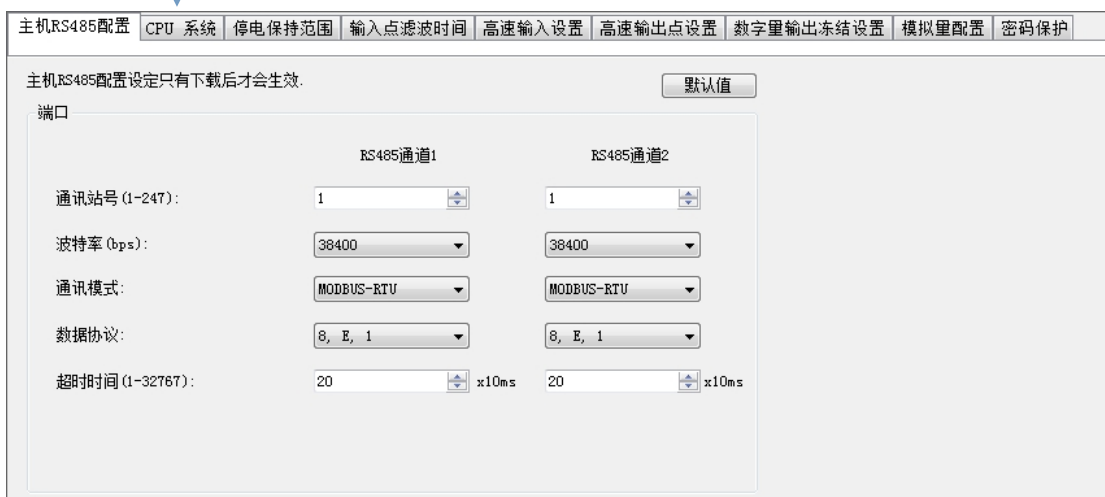 主机RS485配置 CPU 系统 停电保持范围 输入点滤波时间 高速输入设置 高速输出点设置 数字量输出冻结设置 模拟量配置 密码保护
主机RS485配置设定只有下载后才会生效. 默认值
端口
RS485通道1 RS485通道2
通讯站号(1-247): 1 1
波特率(bps): 38400 38400
通讯模式: MODBUS-RTU MODBUS-RTU
数据协议: 8, E, 1 8, E, 1
超时时间(1-32767): 20 x10ms 20 x10ms